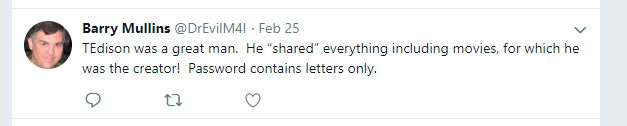 Barry Mullins @DrEvilM4l · Feb 25
TEdison was a great man.  He “shared” everything including movies, for which he
was the creator!  Password contains letters only.